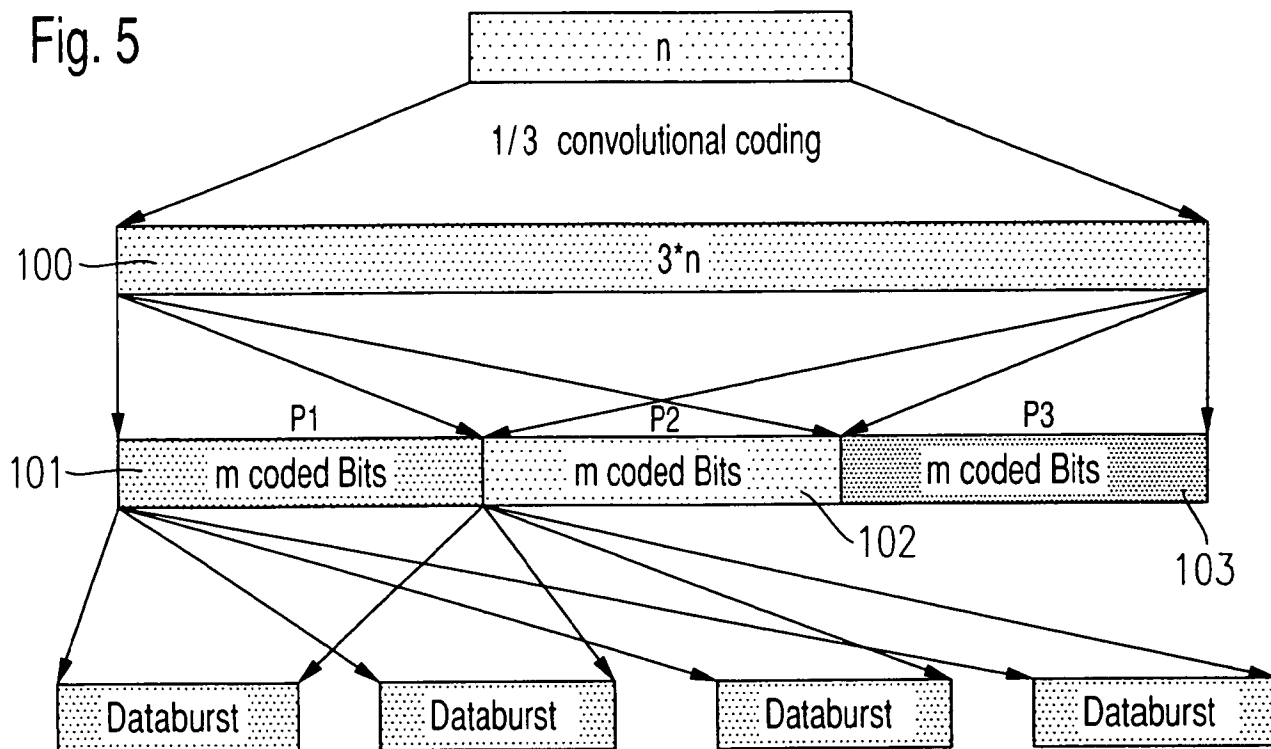 Fig. 5
n
1/3 convolutional coding
100
3*n
P1 P2 P3
101
m coded Bits m coded Bits m coded Bits
102
103
Databurst Databurst Databurst Databurst